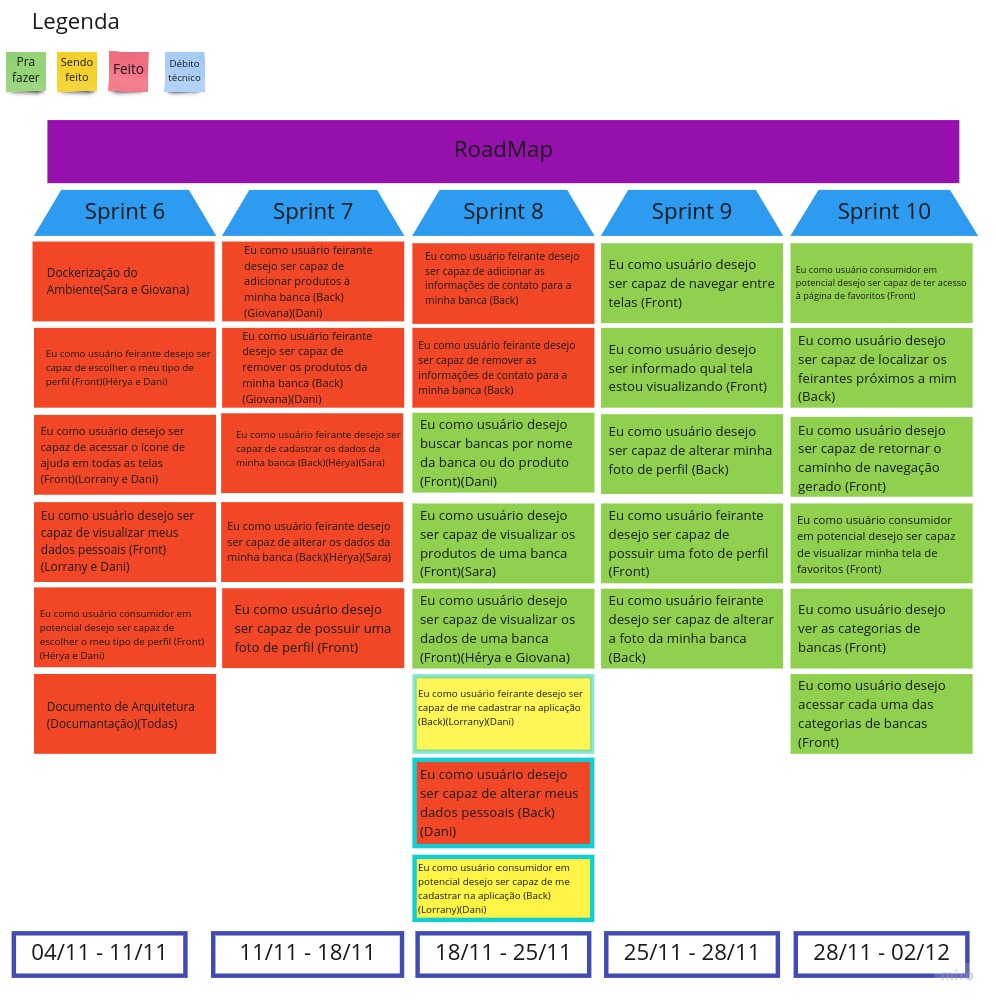 Legenda
Pra
fazer
Sendo
feito
Feito
Débito
técnico
RoadMap
Sprint 6
Sprint 7
Sprint 8
Sprint 9
Sprint 10
Dockerização do
Ambiente(Sara e Giovana)
Eu como usuário feirante desejo ser
capaz de escolher o meu tipo de
perfil (Front)(Hérya e Dani)
Eu como usuário desejo ser
capaz de acessar o ícone de
ajuda em todas as telas
(Front)(Lorrany e Dani)
Eu como usuário desejo ser
capaz de visualizar meus
dados pessoais (Front)
(Lorrany e Dani)
Eu como usuário consumidor em
potencial desejo ser capaz de
escolher o meu tipo de perfil (Front)
(Hérya e Dani)
Documento de Arquitetura
(Documantação)(Todas)
Eu como usuário feirante
desejo ser capaz de
adicionar produtos à
minha banca (Back)
(Giovana)(Dani)
Eu como usuário feirante
desejo ser capaz de
remover os produtos da
minha banca (Back)
(Giovana)(Dani)
Eu como usuário feirante desejo ser
capaz de cadastrar os dados da
minha banca (Back)(Hérya)(Sara)
Eu como usuário feirante desejo
ser capaz de alterar os dados da
minha banca (Back)(Hérya)(Sara)
Eu como usuário desejo
ser capaz de possuir uma
foto de perfil (Front)
Eu como usuário feirante desejo
ser capaz de adicionar as
informações de contato para a
minha banca (Back)
Eu como usuário feirante desejo
ser capaz de remover as
informações de contato para a
minha banca (Back)
Eu como usuário desejo
buscar bancas por nome
da banca ou do produto
(Front)(Dani)
Eu como usuário desejo
ser capaz de visualizar os
produtos de uma banca
(Front)(Sara)
Eu como usuário desejo
ser capaz de visualizar os
dados de uma banca
(Front)(Hérya e Giovana)
Eu como usuário feirante desejo ser
capaz de me cadastrar na aplicação
(Back)(Lorrany)(Dani)
Eu como usuário desejo
ser capaz de alterar meus
dados pessoais (Back)
(Dani)
Eu como usuário consumidor em
potencial desejo ser capaz de me
cadastrar na aplicação (Back)
(Lorrany)(Dani)
Eu como usuário desejo
ser capaz de navegar entre
telas (Front)
Eu como usuário desejo
ser informado qual tela
estou visualizando (Front)
Eu como usuário desejo
ser capaz de alterar minha
foto de perfil (Back)
Eu como usuário feirante
desejo ser capaz de
possuir uma foto de perfil
(Front)
Eu como usuário feirante
desejo ser capaz de alterar
a foto da minha banca
(Back)
Eu como usuário consumidor em
potencial desejo ser capaz de ter acesso
à página de favoritos (Front)
Eu como usuário desejo
ser capaz de localizar os
feirantes próximos a mim
(Back)
Eu como usuário desejo
ser capaz de retornar o
caminho de navegação
gerado (Front)
Eu como usuário consumidor
em potencial desejo ser capaz
de visualizar minha tela de
favoritos (Front)
Eu como usuário desejo
ver as categorias de
bancas (Front)
Eu como usuário desejo
acessar cada uma das
categorias de bancas
(Front)
04/11 - 11/11
11/11 - 18/11
18/11 - 25/11
25/11 - 28/11
28/11 - 02/12
miro